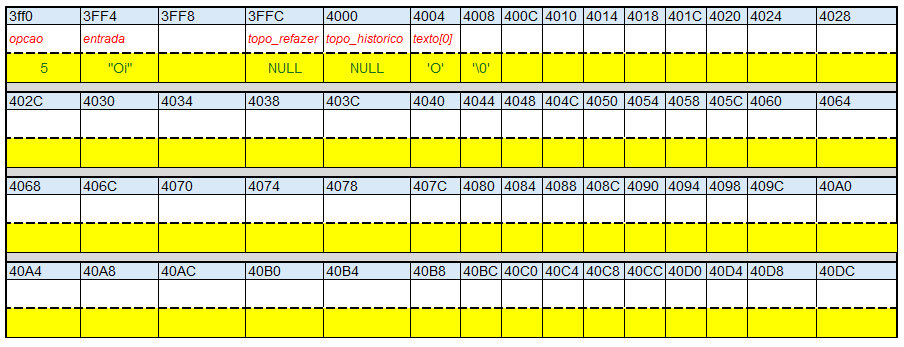 3ff0 3FF4 3FF8 3FFC 4000 4004 4008 400C 4010 4014 4018 401C 4020 4024 4028
opcao entrada topo_refazer topo_historico texto[0]
5 "Oi" NULL NULL 'O' '\0'
402C 4030 4034 4038 403C 4040 4044 4048 404C 4050 4054 4058 405C 4060 4064
4068 406C 4070 4074 4078 407C 4080 4084 4088 408C 4090 4094 4098 409C 40A0
40A4 40A8 40AC 40B0 40B4 40B8 40BC 40C0 40C4 40C8 40CC 40D0 40D4 40D8 40DC